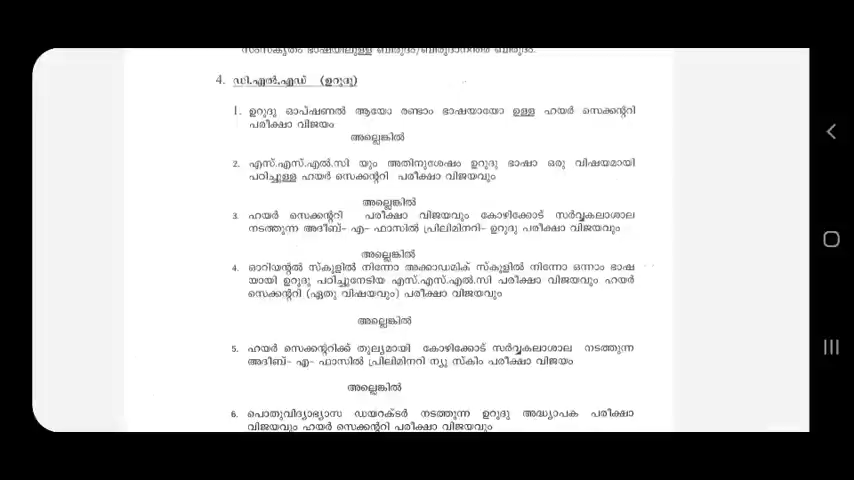 സംസ്കൃതം ഭാഷയിലുള്ള ബിരുദം/ബിരുദാനന്തര ബിരുദം.
4. ഡി.എൽ.എഡ് (ഉറുദു)
1. ഉറുദു ഓപ്ഷണൽ ആയോ രണ്ടാം ഭാഷയായോ ഉള്ള ഹയർ സെക്കന്ററി
പരീക്ഷാ വിജയം
അല്ലെങ്കിൽ
2. എസ്.എസ്.എൽ.സി യും അതിനുശേഷം ഉറുദു ഭാഷാ ഒരു വിഷയമായി
പഠിച്ചുള്ള ഹയർ സെക്കന്ററി പരീക്ഷാ വിജയവും
അല്ലെങ്കിൽ
3. ഹയർ സെക്കന്ററി പരീക്ഷാ വിജയവും കോഴിക്കോട് സർവ്വകലാശാല
നടത്തുന്ന അദീബ്- എ- ഫാസിൽ പ്രിലിമിനറി- ഉറുദു പരീക്ഷാ വിജയവും
അല്ലെങ്കിൽ
4. ഓറിയന്റൽ സ്കൂളിൽ നിന്നോ അക്കാഡമിക് സ്കൂളിൽ നിന്നോ ഒന്നാം ഭാഷ
യായി ഉറുദു പഠിച്ചുനേടിയ എസ്.എസ്.എൽ.സി പരീക്ഷാ വിജയവും ഹയർ
സെക്കന്ററി (ഏതു വിഷയവും) പരീക്ഷാ വിജയവും
അല്ലെങ്കിൽ
5. ഹയർ സെക്കന്ററിക്ക് തുല്യമായി കോഴിക്കോട് സർവ്വകലാശാല നടത്തുന്ന
അദീബ്- എ- ഫാസിൽ പ്രിലിമിനറി ന്യൂ സ്കിം പരീക്ഷാ വിജയം
അല്ലെങ്കിൽ
6. പൊതുവിദ്യാഭ്യാസ ഡയറക്ടർ നടത്തുന്ന ഉറുദു അദ്ധ്യാപക പരീക്ഷാ
വിജയവും ഹയർ സെക്കന്ററി പരീക്ഷാ വിജയവും